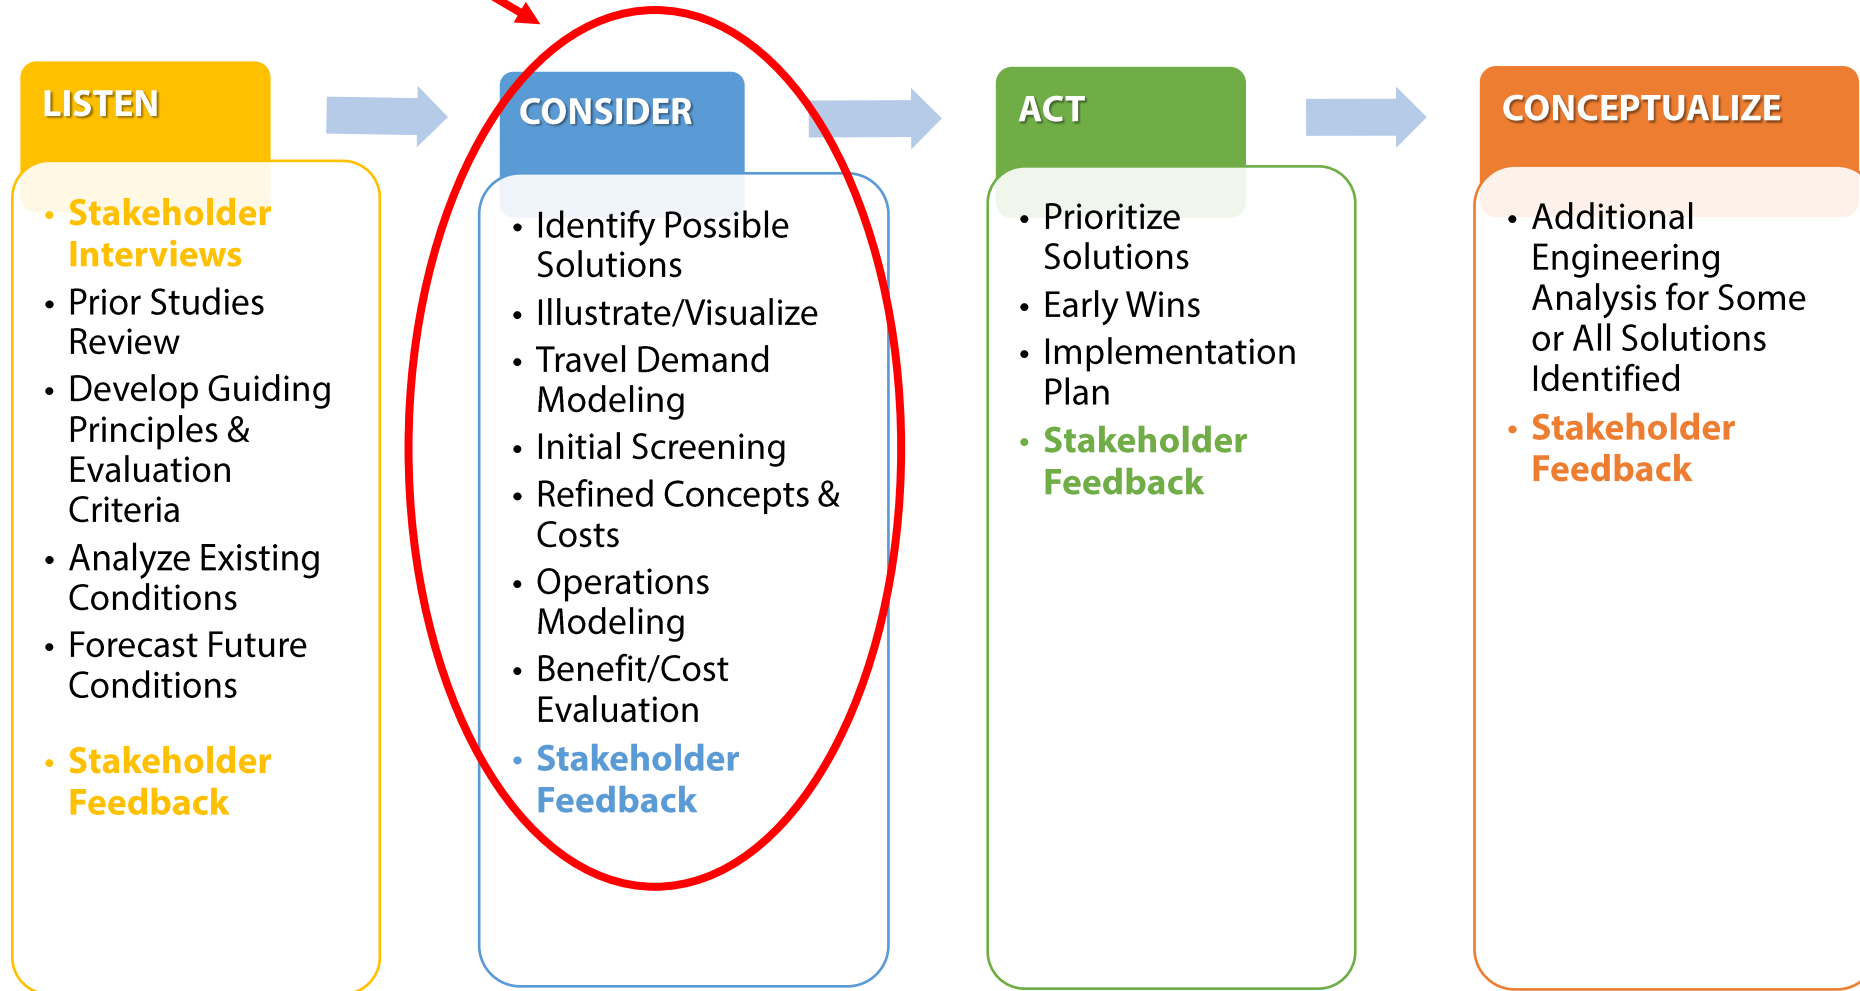 LISTEN
• Stakeholder
Interviews
• Prior Studies
Review
• Develop Guiding
Principles &
Evaluation
Criteria
• Analyze Existing
Conditions
• Forecast Future
Conditions
• Stakeholder
Feedback
CONSIDER
• Identify Possible
Solutions
• Illustrate/Visualize
• Travel Demand
Modeling
• Initial Screening
• Refined Concepts &
Costs
• Operations
Modeling
• Benefit/Cost
Evaluation
• Stakeholder
Feedback
ACT
• Prioritize
Solutions
• Early Wins
• Implementation
Plan
• Stakeholder
Feedback
CONCEPTUALIZE
• Additional
Engineering
Analysis for Some
or All Solutions
Identified
• Stakeholder
Feedback